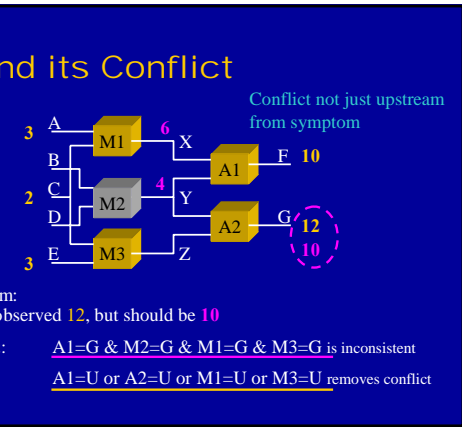 nd its Conflict
Conflict not just upstream
from symptom
3 A M1 6 X
B
F 10
A1
2 C M2 4 Y
D
G 12
A2
10
3 E M3 Z
m:
observed 12, but should be 10
: A1=G & M2=G & M1=G & M3=G is inconsistent
A1=U or A2=U or M1=U or M3=U removes conflict